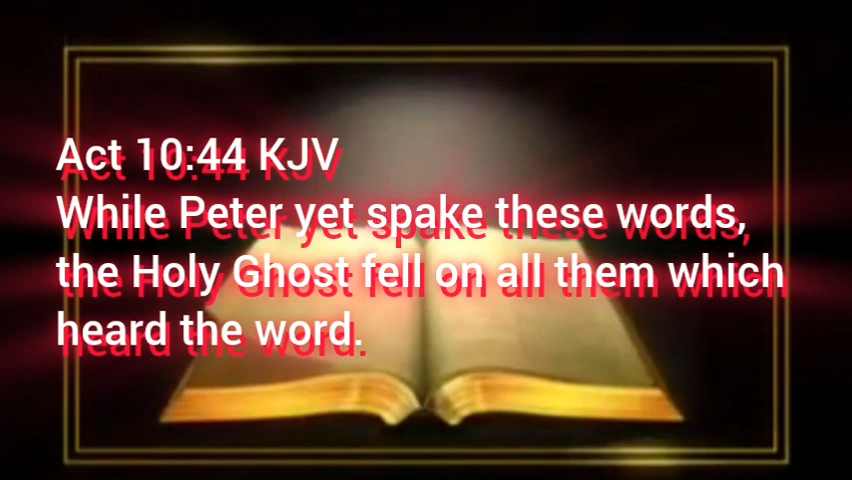 Act 10:44 KJV
While Peter yet spake these words,
the Holy Ghost fell on all them which
heard the word.